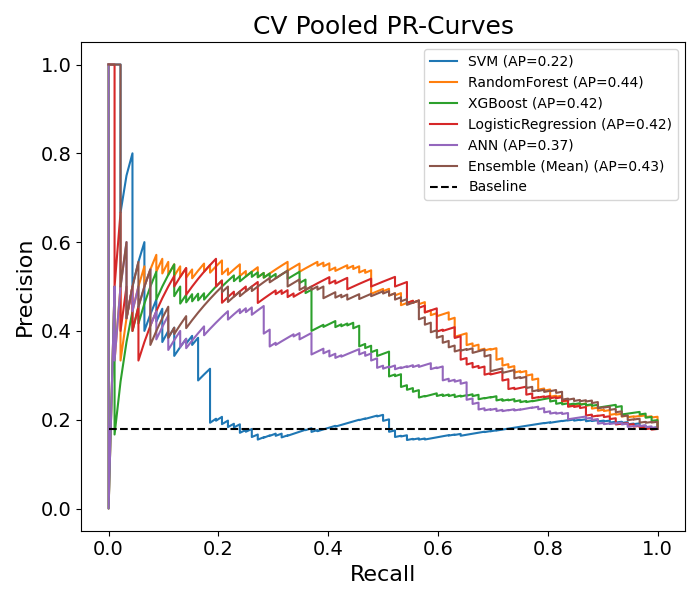 CV Pooled PR-Curves
SVM (AP=0.22)
RandomForest (AP=0.44)
XGBoost (AP=0.42)
LogisticRegression (AP=0.42)
ANN (AP=0.37)
Ensemble (Mean) (AP=0.43)
Baseline
Precision
1.0
0.8
0.6
0.4
0.2
0.0
0.0 0.2 0.4 0.6 0.8 1.0
Recall